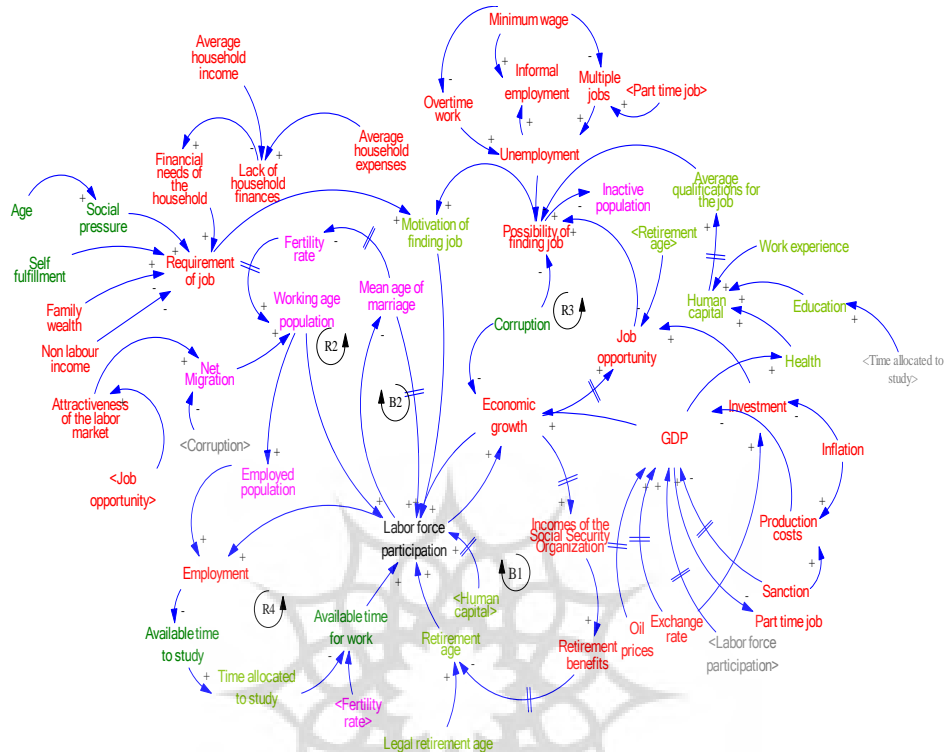 Minimum wage
Average
household
income
Informal
employment
Multiple
jobs
<Part time job>
Overtime
work
Unemployment
Financial
needs of
the
household
Lack of
household
finances
Average
household
expenses
Average
qualifications for
the job
Inactive
population
Age
Social
pressure
Motivation of
finding job
Possibility of
finding job
<Retirement
age>
Work experience
Fertility
rate
Self
fulfillment
Requirement
of job
Mean age of
marriage
Working age
population
Human
capital
Education
Family
wealth
Corruption
R3
Job
opportunity
R2
Non labour
income
Net
Migration
Health
<Time allocated to
study>
Attractiveness
of the labor
market
B2
Economic
growth
Investment
GDP
Inflation
<Corruption>
<Job
opportunity>
Employed
population
Labor force
participation
Incomes of the
Social Security
Organization
Production
costs
Employment
B1
R4
<Human
capital>
Sanction
Available time
to study
Available time
for work
Retirement
age
Retirement
benefits
Oil
prices
Exchange
rate
Part time job
<Labor force
participation>
Time allocated
to study
<Fertility
rate>
Legal retirement age